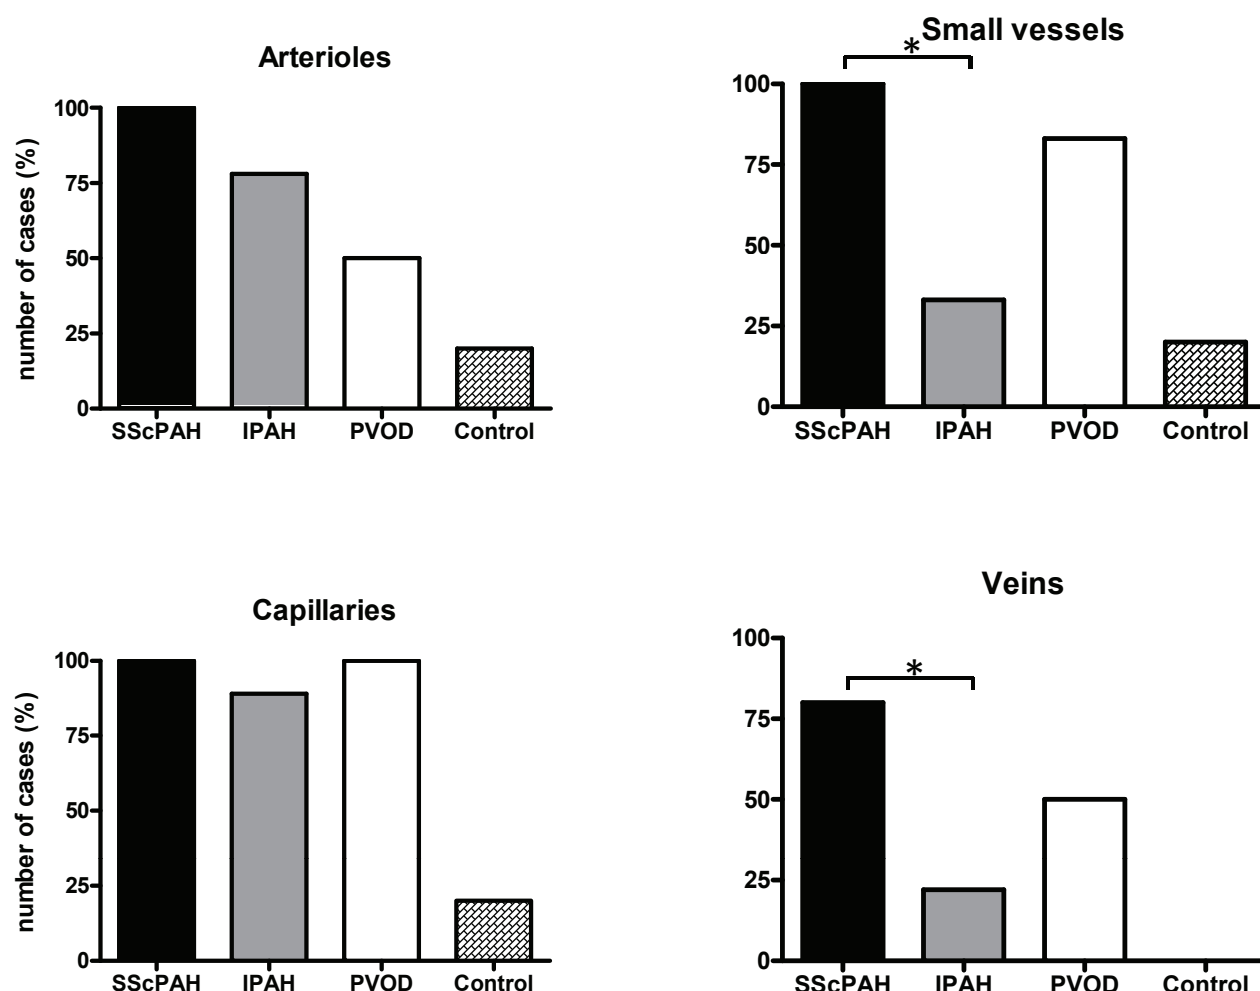 Arterioles
number of cases (%)
100
75
50
25
0
SScPAH IPAH PVOD Control
Small vessels
*
100
75
50
25
0
SScPAH IPAH PVOD Control
Capillaries
number of cases (%)
100
75
50
25
0
SScPAH IPAH PVOD Control
Veins
*
100
75
50
25
0
SScPAH IPAH PVOD Control